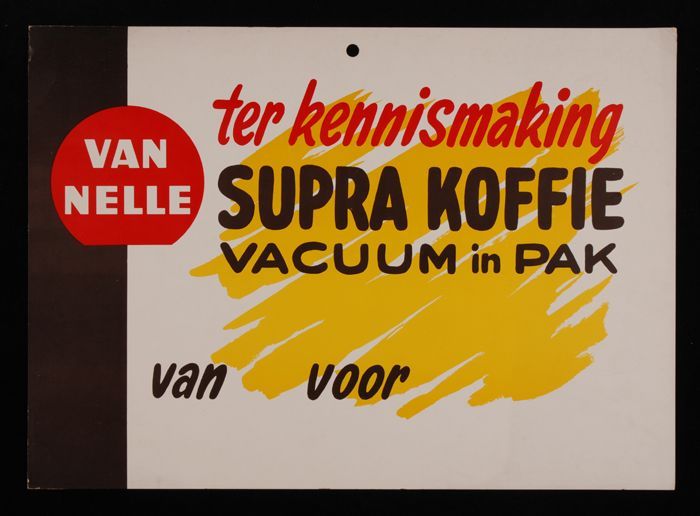 VAN
NELLE
ter kennismaking
SUPRA KOFFIE
VACUUM in PAK
van voor